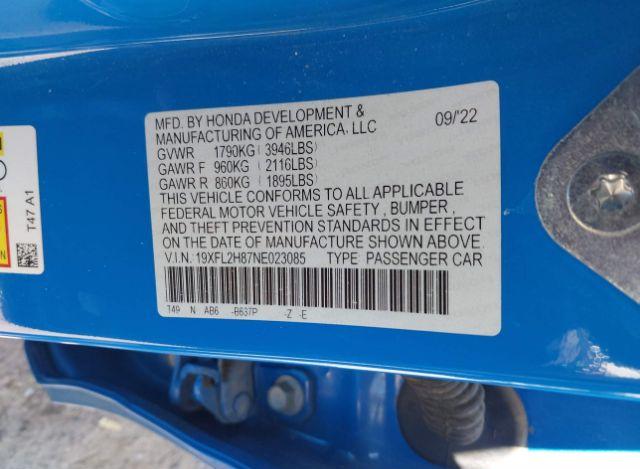 MFD. BY HONDA DEVELOPMENT & 09/'22
MANUFACTURING OF AMERICA, LLC
GVWR 1790KG (3946LBS)
GAWR F 960KG (2116LBS)
GAWR R 860KG (1895LBS)
THIS VEHICLE CONFORMS TO ALL APPLICABLE
FEDERAL MOTOR VEHICLE SAFETY , BUMPER ,
AND THEFT PREVENTION STANDARDS IN EFFECT
ON THE DATE OF MANUFACTURE SHOWN ABOVE.
V.I.N. 19XFL2H87NE023085 TYPE PASSENGER CAR
T49 N AB6 -B637P -Z -E
T47 A1